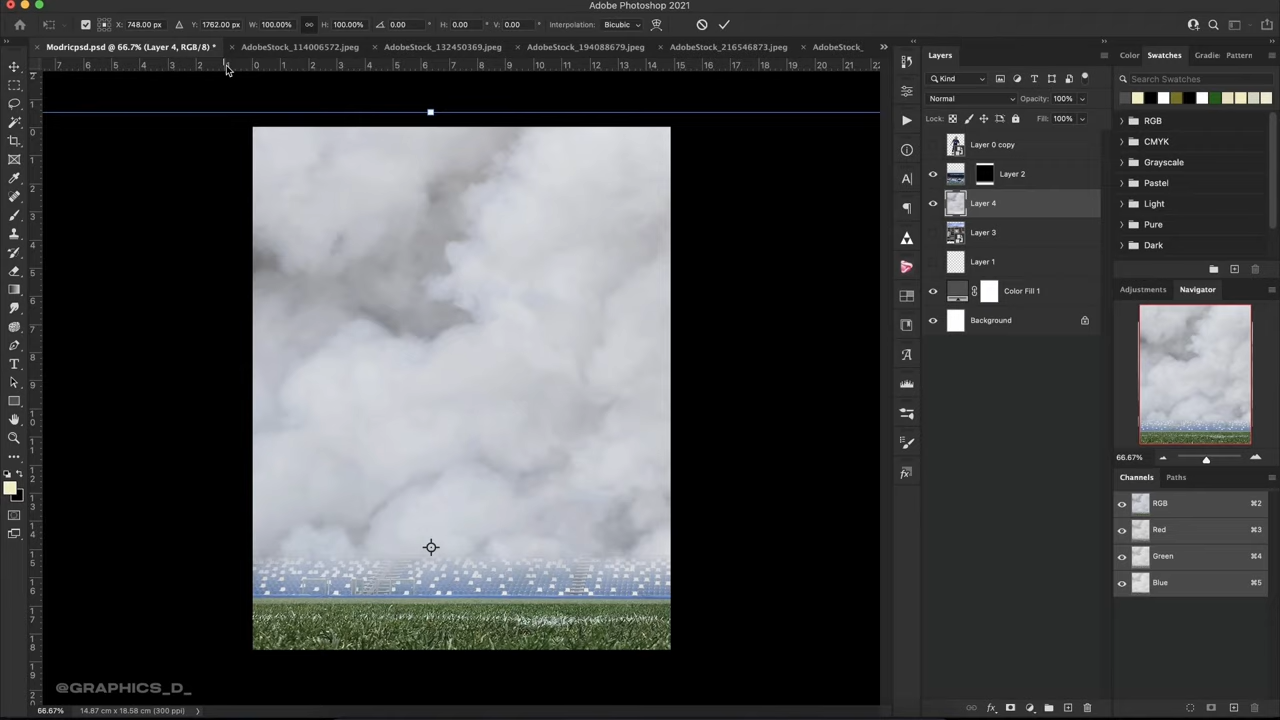 Adobe Photoshop 2021
X: 748.00 px Y: 1762.00 px W: 100.00% H: 100.00% 0.00 ° H: 0.00 ° V: 0.00 ° Interpolation: Bicubic
Modricpsd.psd @ 66.7% (Layer 4, RGB/8) * AdobeStock_114006572.jpeg AdobeStock_132450369.jpeg AdobeStock_194088679.jpeg AdobeStock_216546873.jpeg AdobeStock_
Layers
Kind
Normal Opacity: 100%
Lock: Fill: 100%
Layer 0 copy
Layer 2
Layer 4
Layer 3
Layer 1
Color Fill 1
Background
Color Swatches Gradie Pattern
Search Swatches
RGB
CMYK
Grayscale
Pastel
Light
Pure
Dark
Adjustments Navigator
66.67%
Channels Paths
RGB ⌘2
Red ⌘3
Green ⌘4
Blue ⌘5
@GRAPHICS_D_
66.67% 14.87 cm x 18.58 cm (300 ppi)